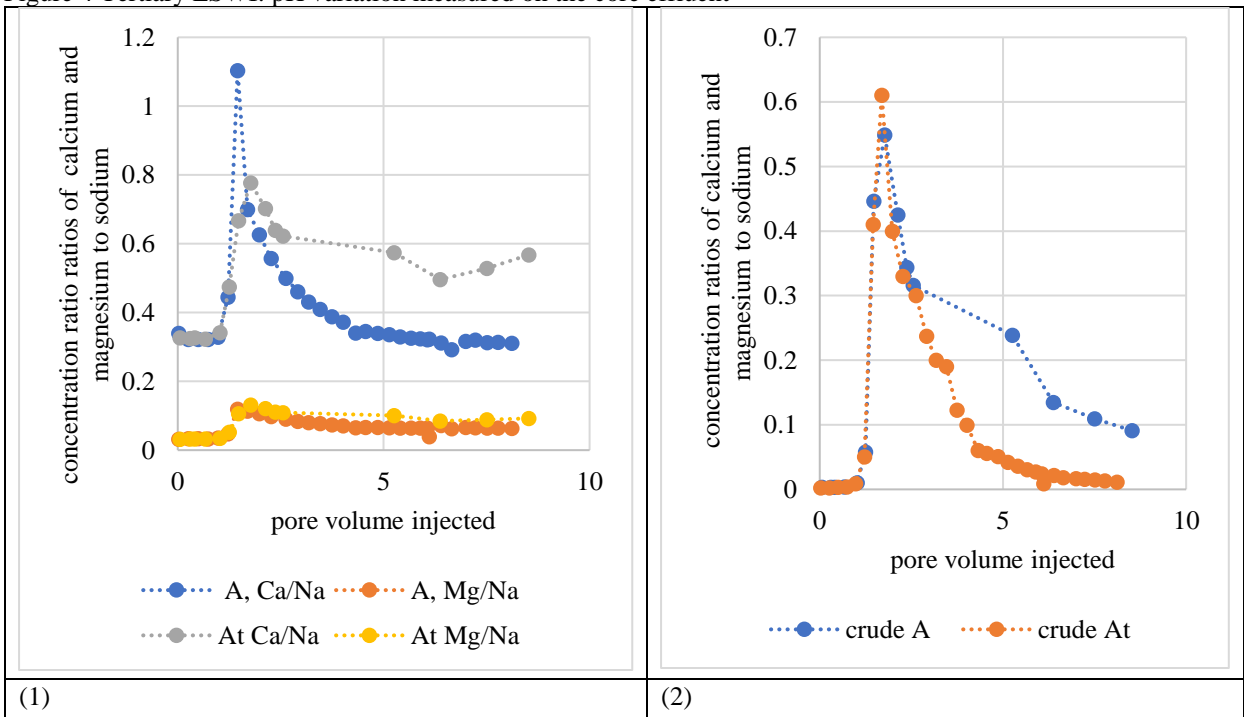 Figure 4 Tertiary LSWI: pH variation measured on the core effluent
concentration ratio ratios of calcium and
magnesium to sodium
1.2
1
0.8
0.6
0.4
0.2
0
0
5
10
pore volume injected
A, Ca/Na
A, Mg/Na
At Ca/Na
At Mg/Na
(1)
concentration ratios of calcium and
magnesium to sodium
0.7
0.6
0.5
0.4
0.3
0.2
0.1
0
0
5
10
pore volume injected
crude A
crude At
(2)